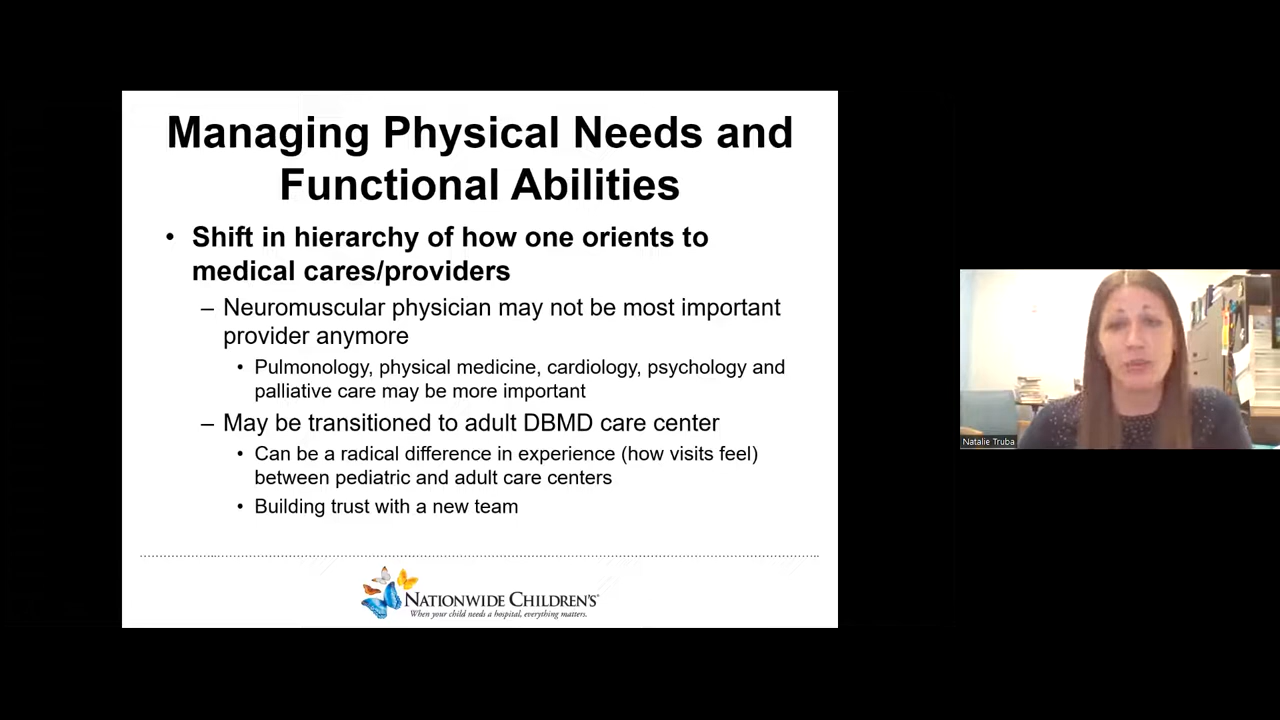 Managing Physical Needs and
Functional Abilities
• Shift in hierarchy of how one orients to
medical cares/providers
– Neuromuscular physician may not be most important
provider anymore
• Pulmonology, physical medicine, cardiology, psychology and
palliative care may be more important
– May be transitioned to adult DBMD care center
• Can be a radical difference in experience (how visits feel)
between pediatric and adult care centers
• Building trust with a new team
NATIONWIDE CHILDREN'S®
When your child needs a hospital, everything matters.
Natalie Truba